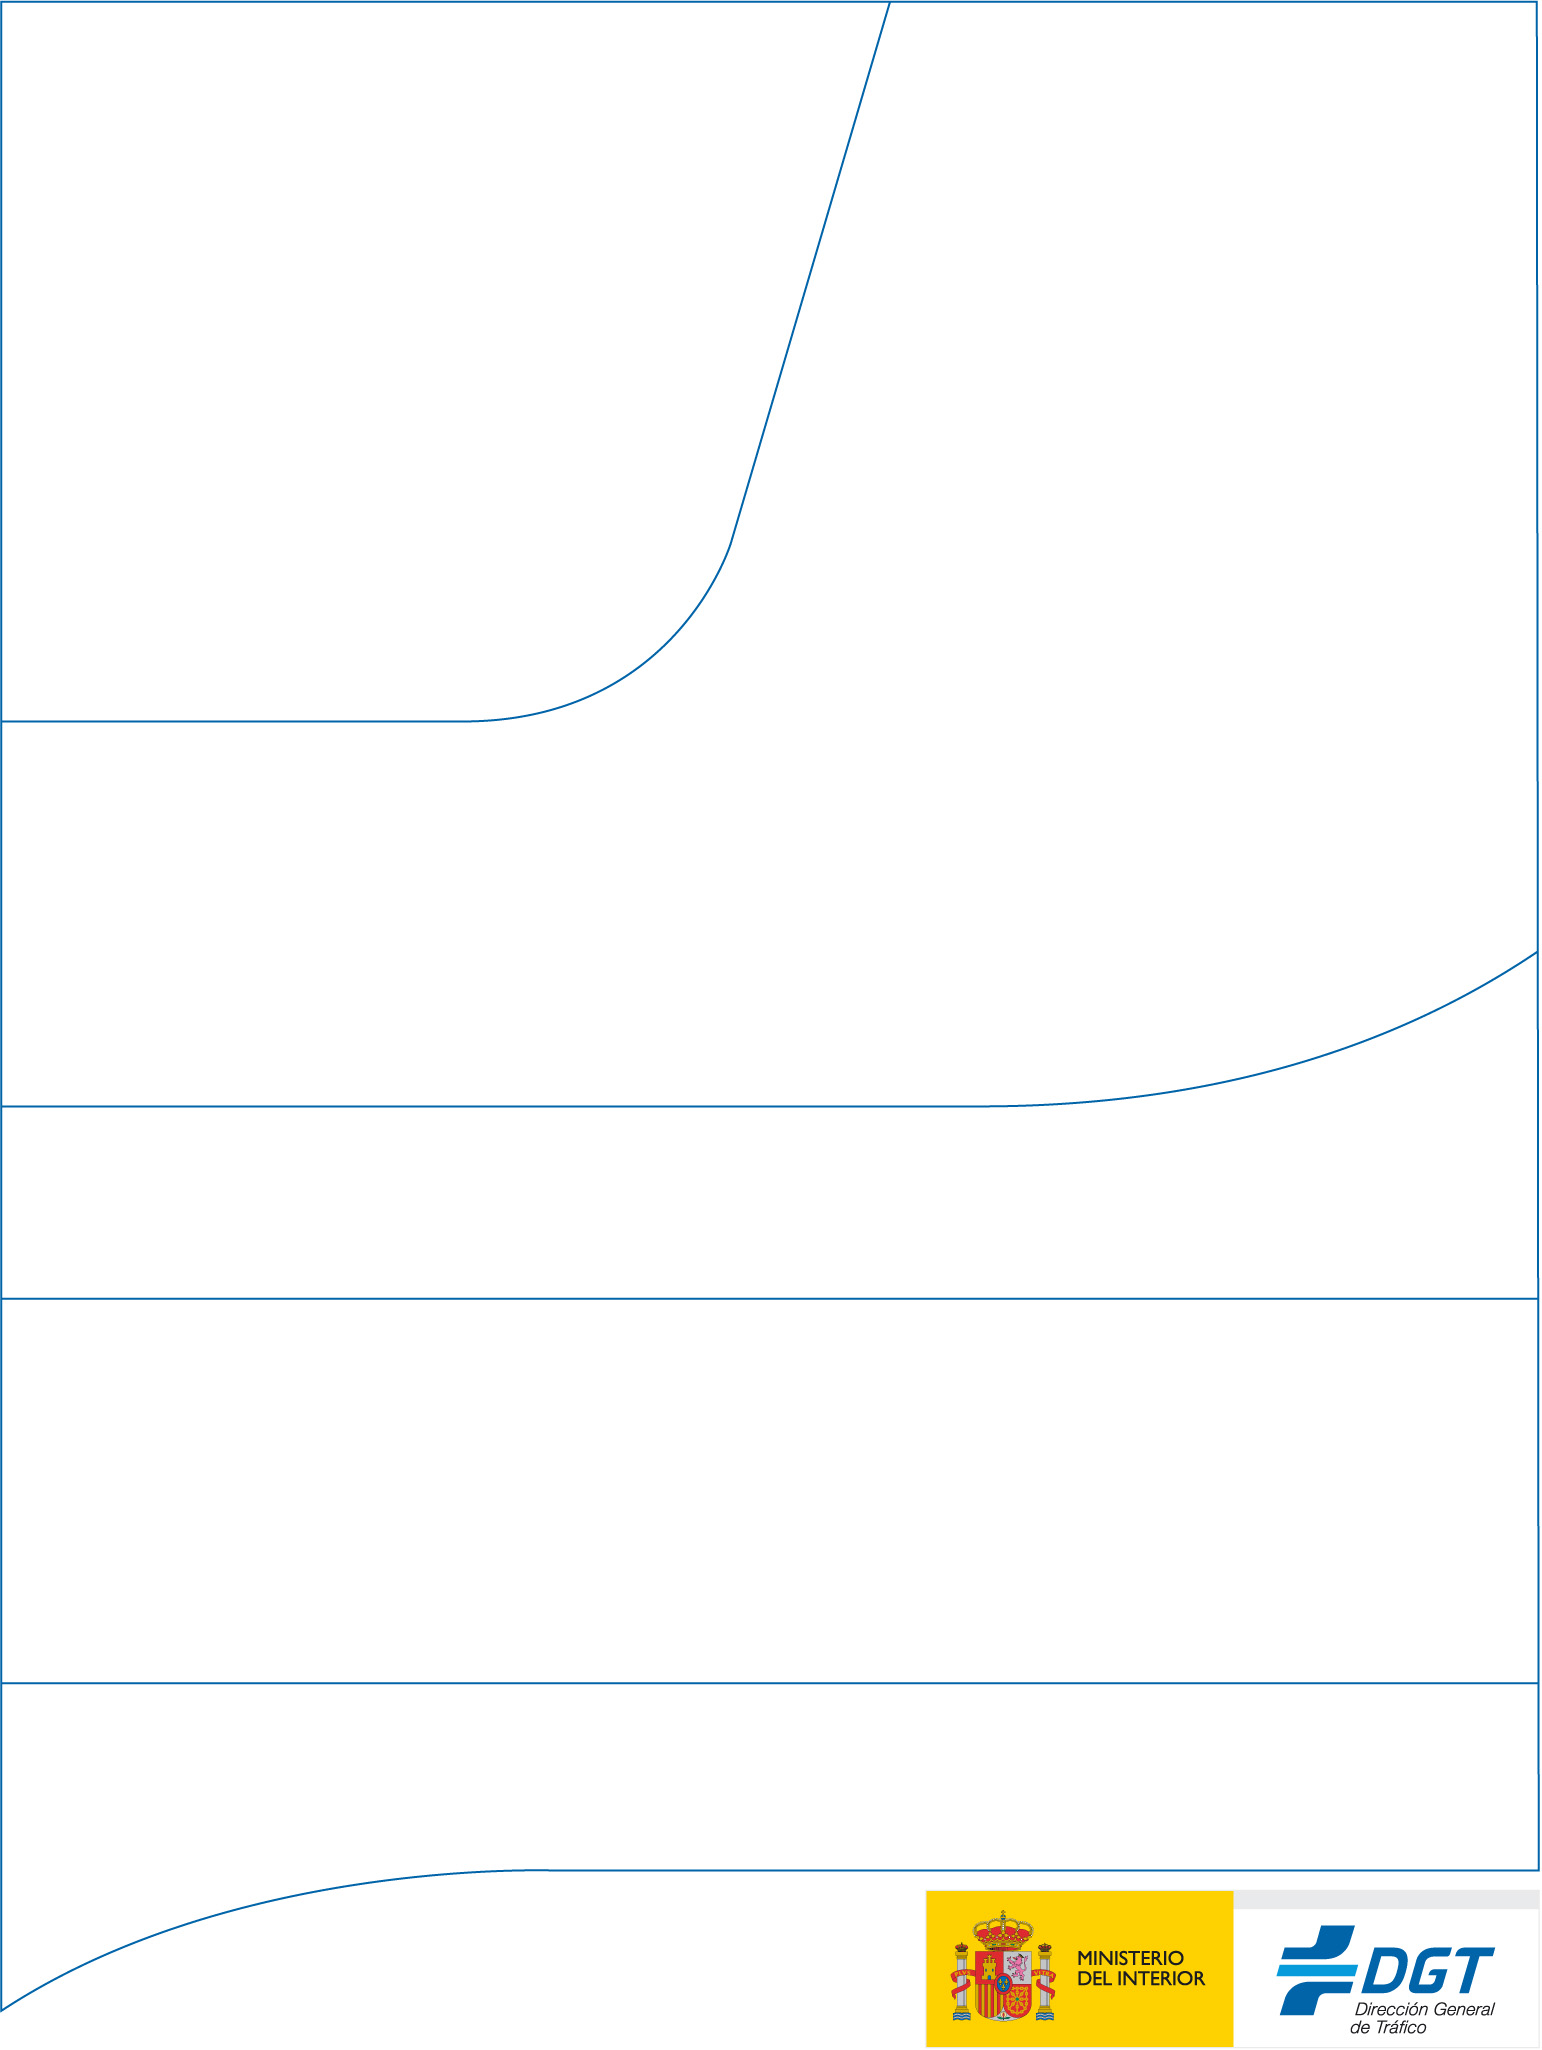 MINISTERIO
DEL INTERIOR
DGT
Dirección General
de Tráfico